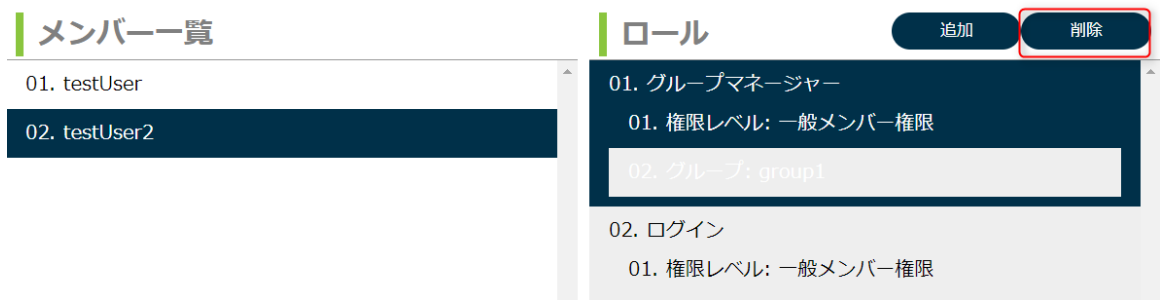 メンバー一覧
01. testUser
02. testUser2
ロール
追加
削除
01. グループマネージャー
01. 権限レベル: 一般メンバー権限
02. グループ: group1
02. ログイン
01. 権限レベル: 一般メンバー権限